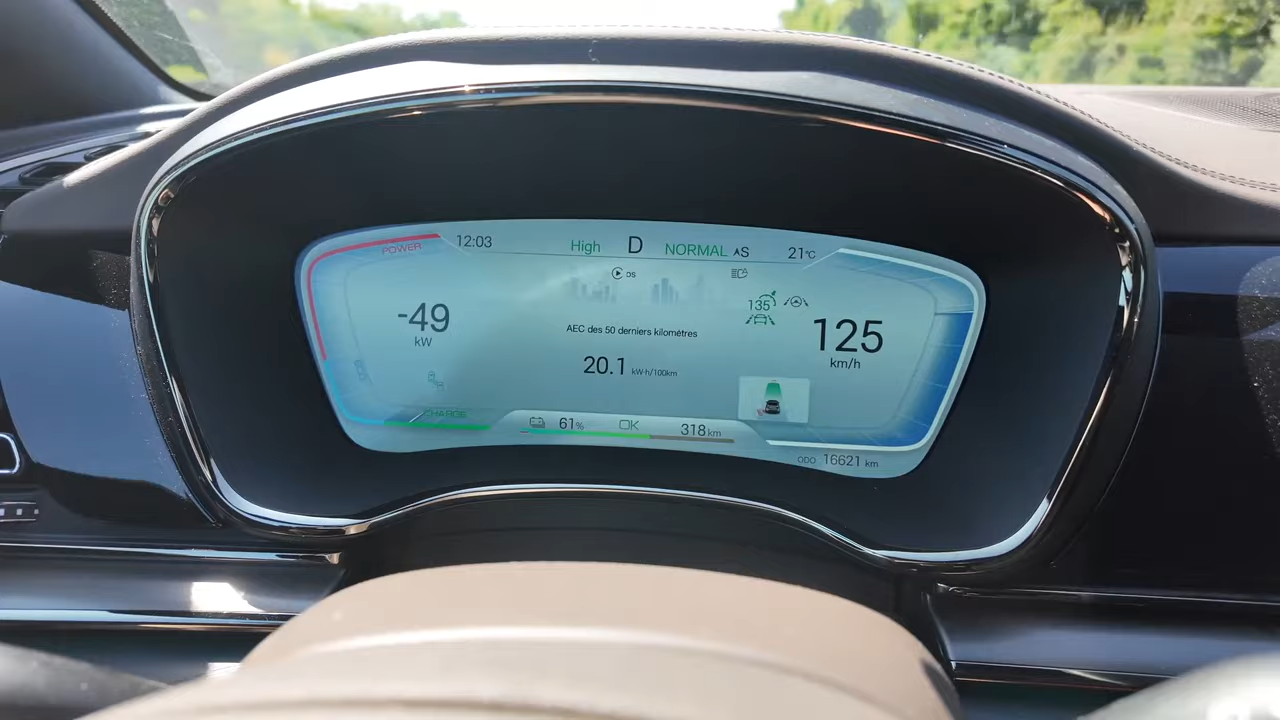 POWER 12:03 High D NORMAL S 21°C
DS
135
-49
kW
AEC des 50 derniers kilomètres
125
km/h
20.1 kW·h/100km
CHARGE
61% OK 318 km
ODO 16621 km